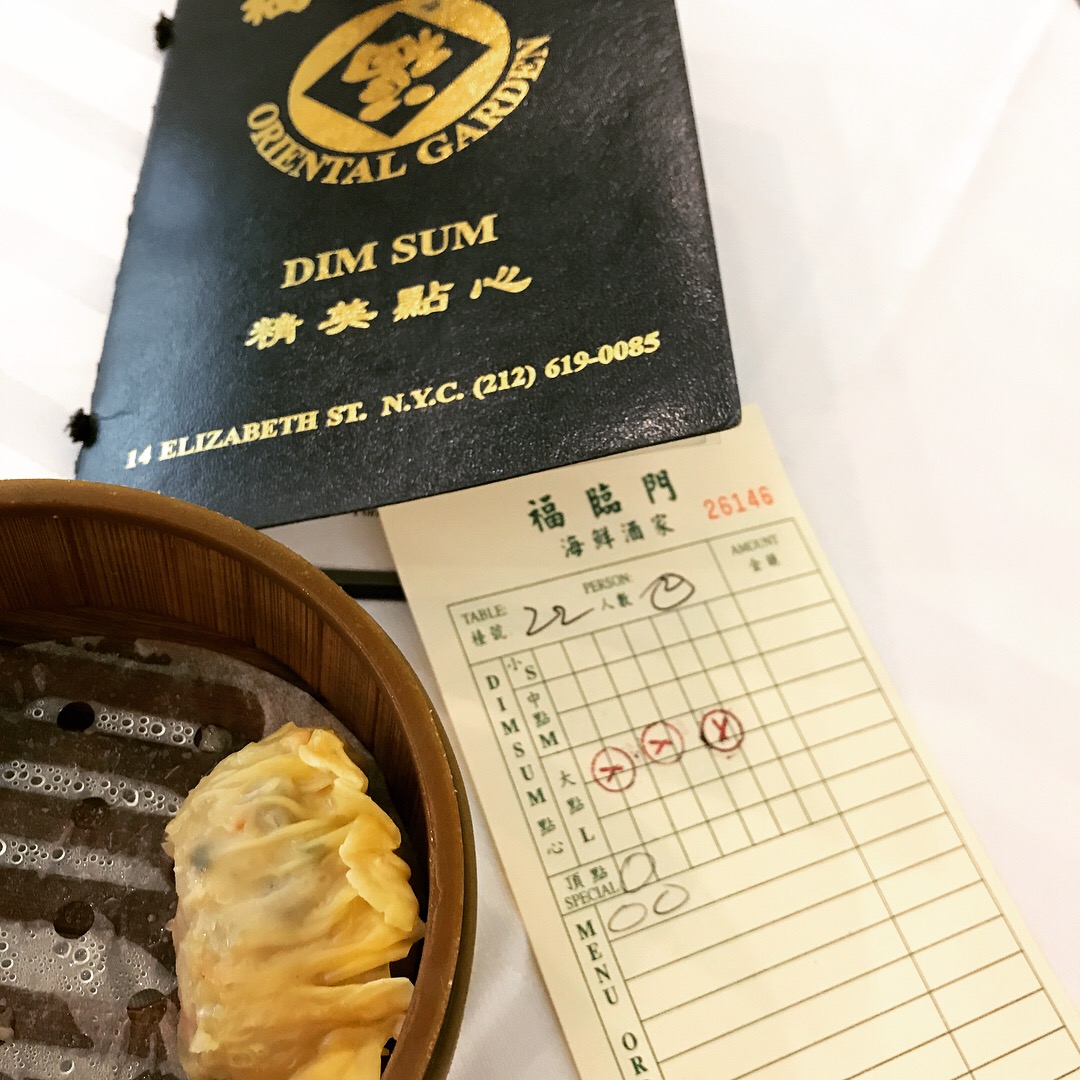 ORIENTAL GARDEN
DIM SUM
精英點心
14 ELIZABETH ST. N.Y.C. (212) 619-0085
福臨門
26146
海鮮酒家
TABLE: 22 PERSON: AMOUNT
檯號 人數 金額
DIM SUM 點心
小 S
中點 M
大點 L
頂點
SPECIAL
MENU OR